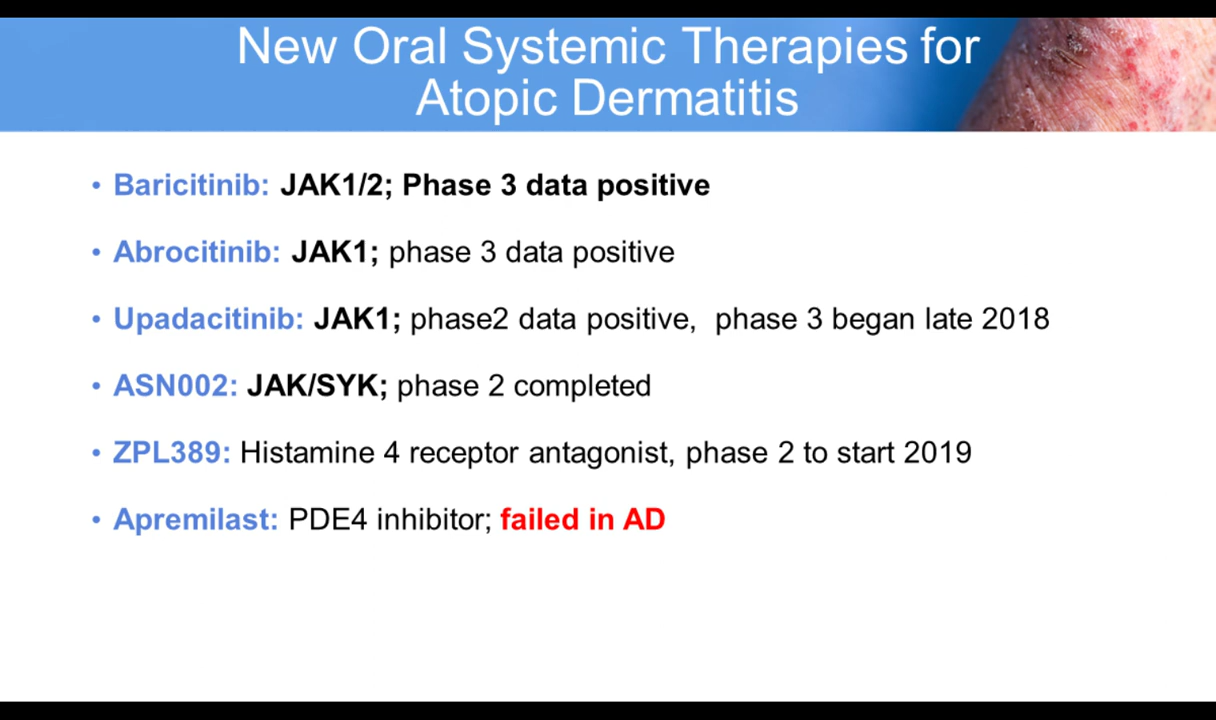 New Oral Systemic Therapies for
Atopic Dermatitis
• Baricitinib: JAK1/2; Phase 3 data positive
• Abrocitinib: JAK1; phase 3 data positive
• Upadacitinib: JAK1; phase2 data positive,  phase 3 began late 2018
• ASN002: JAK/SYK; phase 2 completed
• ZPL389: Histamine 4 receptor antagonist, phase 2 to start 2019
• Apremilast: PDE4 inhibitor; failed in AD